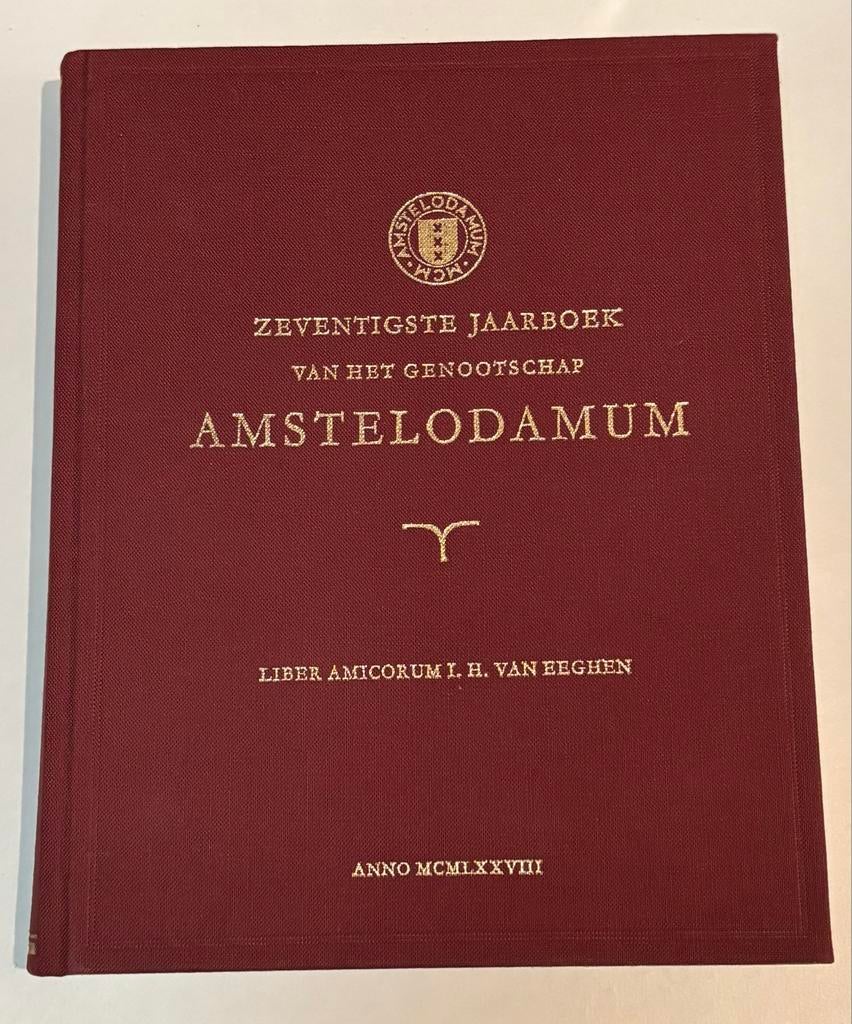 AMSTELODAMUM · MCM ·
ZEVENTIGSTE JAARBOEK
VAN HET GENOOTSCHAP
AMSTELODAMUM
LIBER AMICORUM I. H. VAN EEGHEN
ANNO MCMLXXVIII